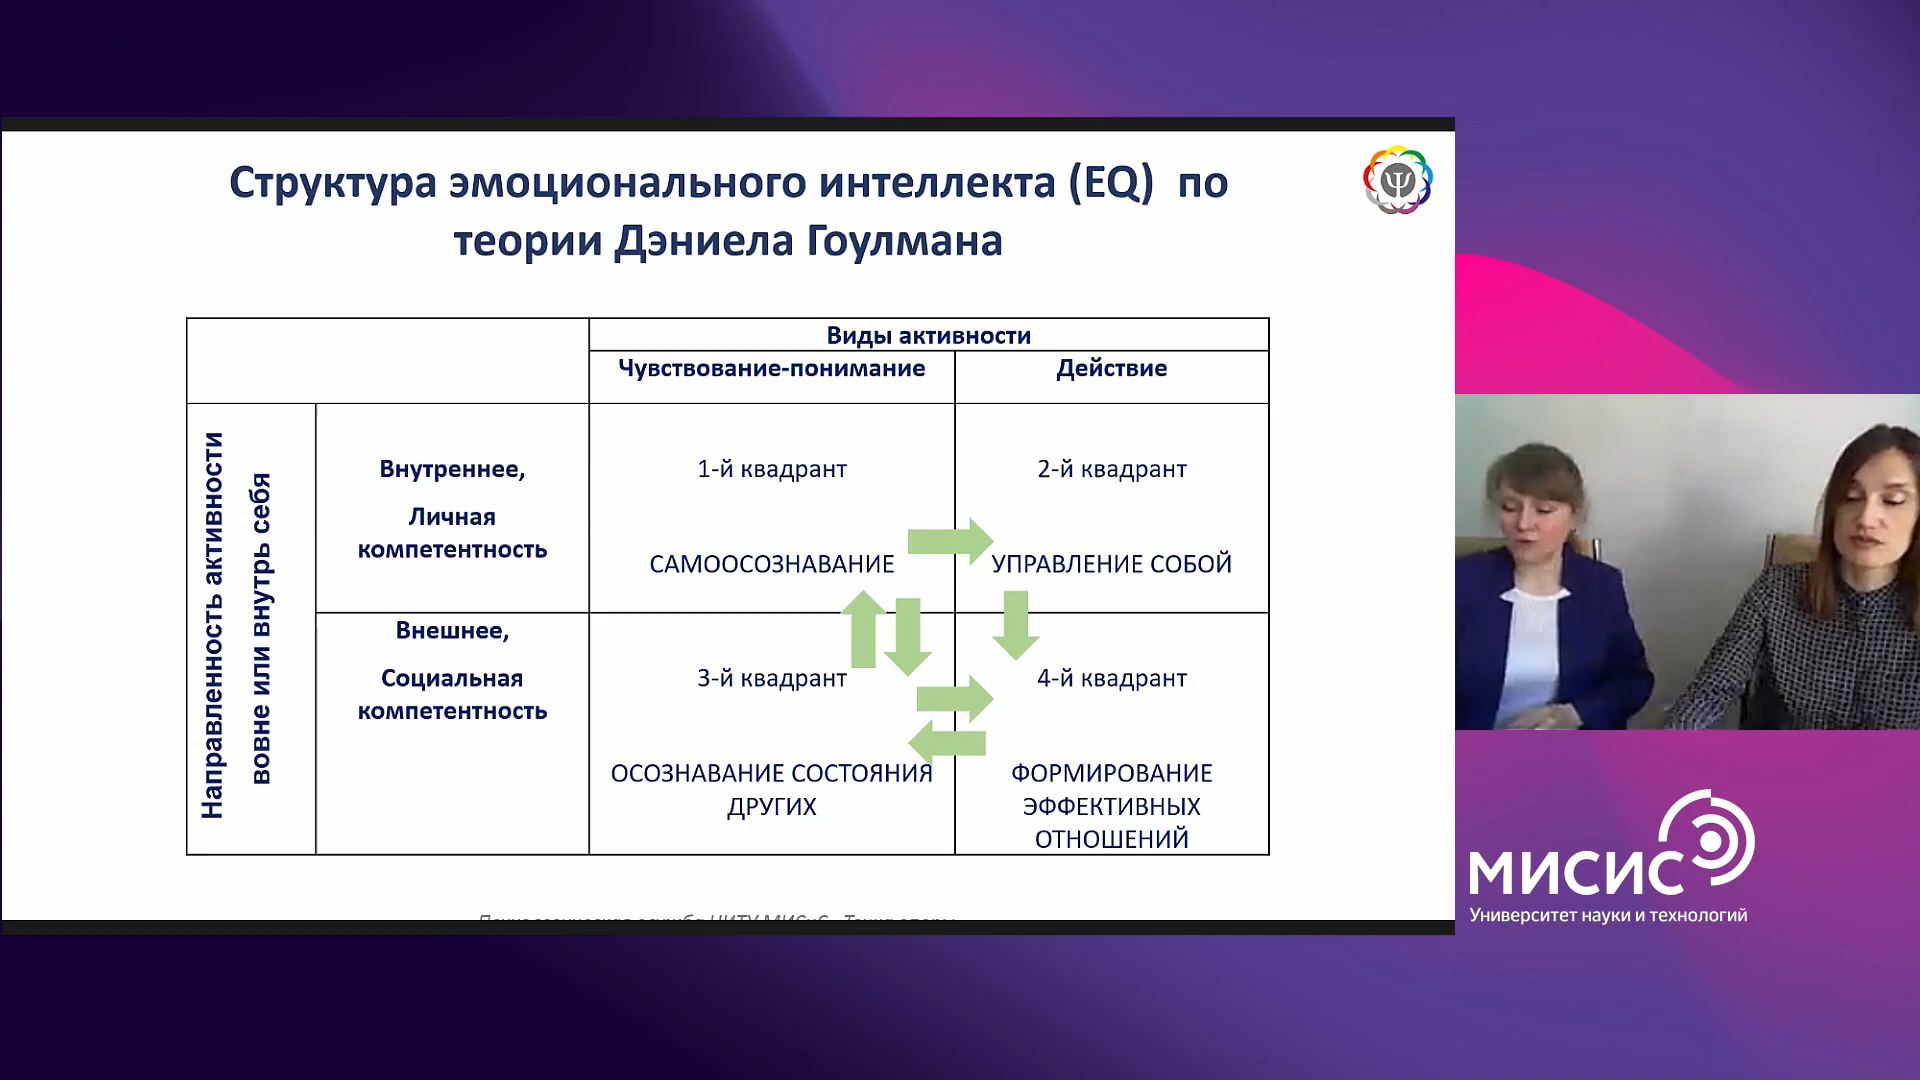 Структура эмоционального интеллекта (EQ) по
теории Дэниела Гоулмана
Виды активности
Чувствование-понимание
Действие
Направленность активности
вовне или внутрь себя
Внутреннее,
Личная
компетентность
1-й квадрант
САМООСОЗНАВАНИЕ
2-й квадрант
УПРАВЛЕНИЕ СОБОЙ
Внешнее,
Социальная
компетентность
3-й квадрант
ОСОЗНАВАНИЕ СОСТОЯНИЯ
ДРУГИХ
4-й квадрант
ФОРМИРОВАНИЕ
ЭФФЕКТИВНЫХ
ОТНОШЕНИЙ
МИСИС
Университет науки и технологий